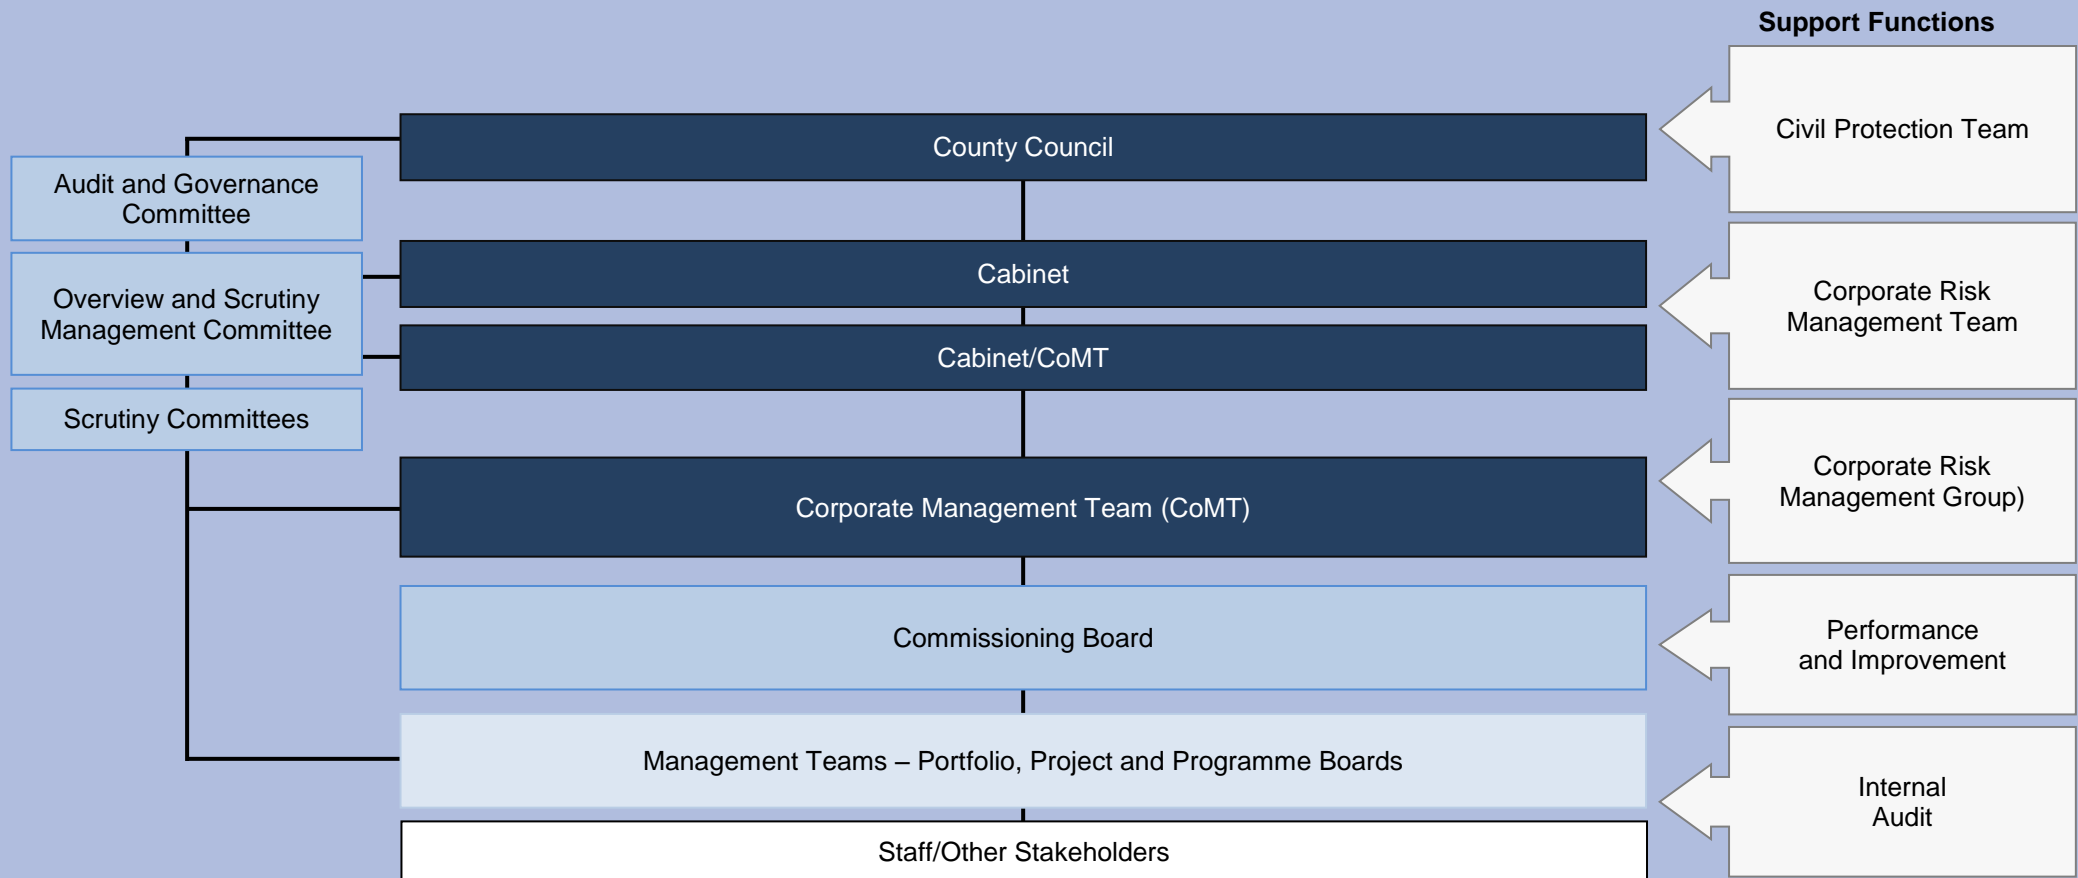 Support Functions
Civil Protection Team
County Council
Audit and Governance
Committee
Cabinet
Overview and Scrutiny
Management Committee
Corporate Risk
Management Team
Cabinet/CoMT
Scrutiny Committees
Corporate Risk
Management Group)
Corporate Management Team (CoMT)
Commissioning Board
Performance
and Improvement
Management Teams – Portfolio, Project and Programme Boards
Internal
Audit
Staff/Other Stakeholders